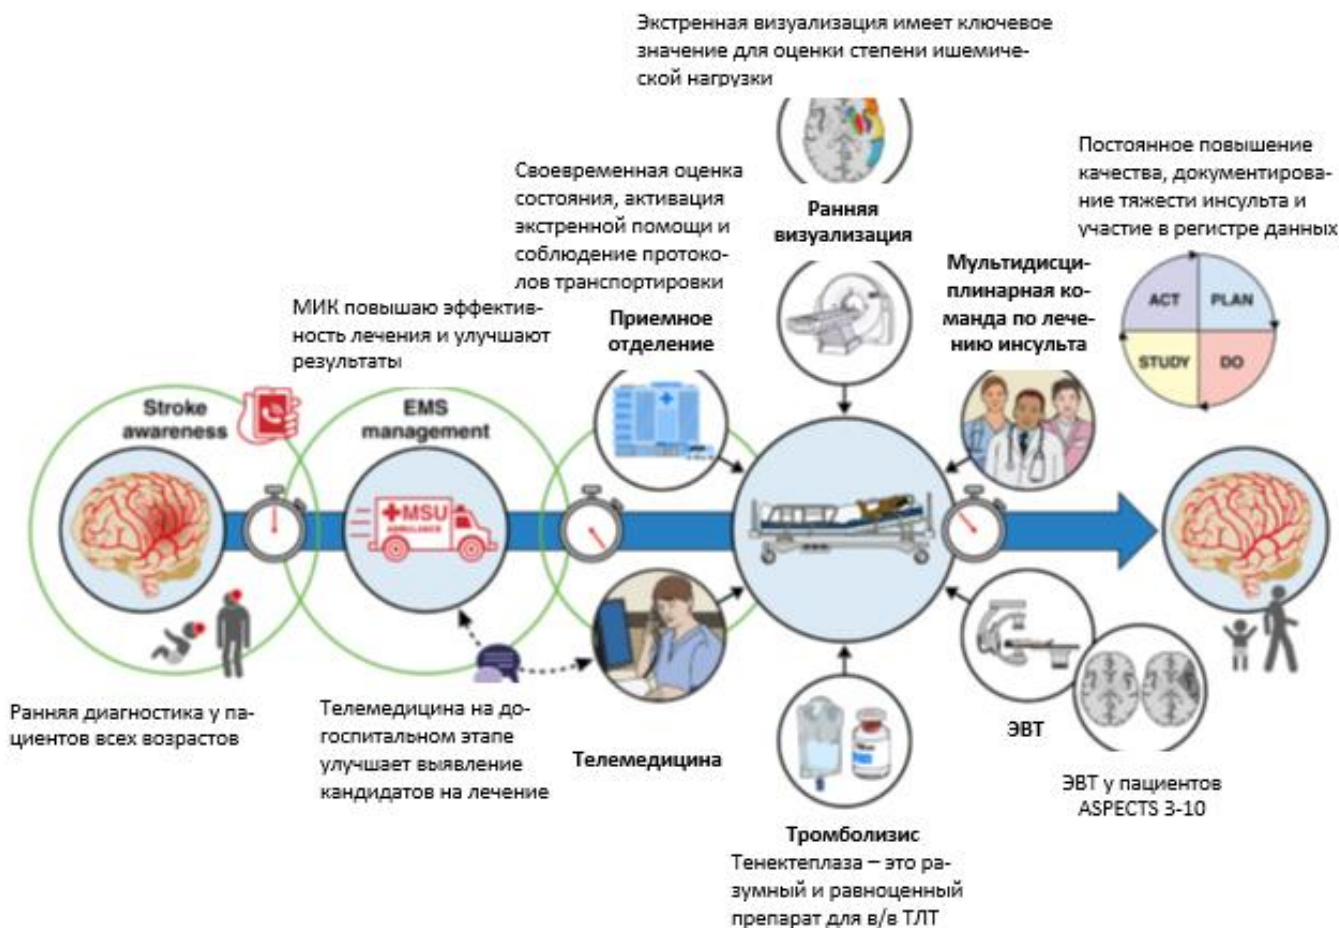 Экстренная визуализация имеет ключевое
значение для оценки степени ишемиче-
ской нагрузки
Постоянное повышение
качества, документирова-
ние тяжести инсульта и
участие в регистре данных
Своевременная оценка
состояния, активация
экстренной помощи и
соблюдение протоко-
лов транспортировки
Ранняя
визуализация
Мультидисци-
плинарная ко
манда по лече-
нию инсульта
ACT
PLAN
STUDY
DO
МИК повышаю эффектив-
ность лечения и улучшают
результаты
Приемное
отделение
Stroke
awareness
EMS
management
MSU
AMBULANCE
Ранняя диагностика у па-
циентов всех возрастов
Телемедицина на до-
госпитальном этапе
улучшает выявление
кандидатов на лечение
Телемедицина
ЭВТ
ЭВТ у пациентов
ASPECTS 3-10
Тромболизис
Тенектеплаза – это ра-
зумный и равноценный
препарат для в/в ТЛТ